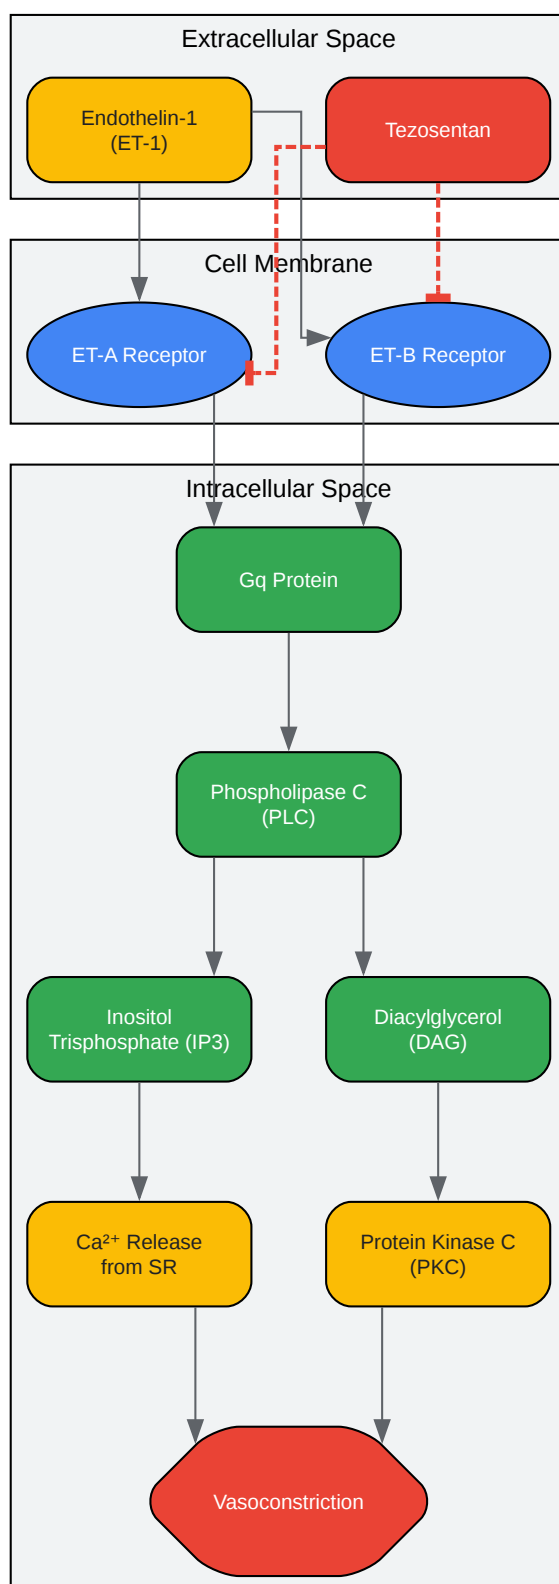 Extracellular Space
Endothelin-1
(ET-1)
Tezosentan
Cell Membrane
ET-A Receptor
ET-B Receptor
Intracellular Space
Gq Protein
Phospholipase C
(PLC)
Inositol
Trisphosphate (IP3)
Diacylglycerol
(DAG)
Ca²⁺ Release
from SR
Protein Kinase C
(PKC)
Vasoconstriction